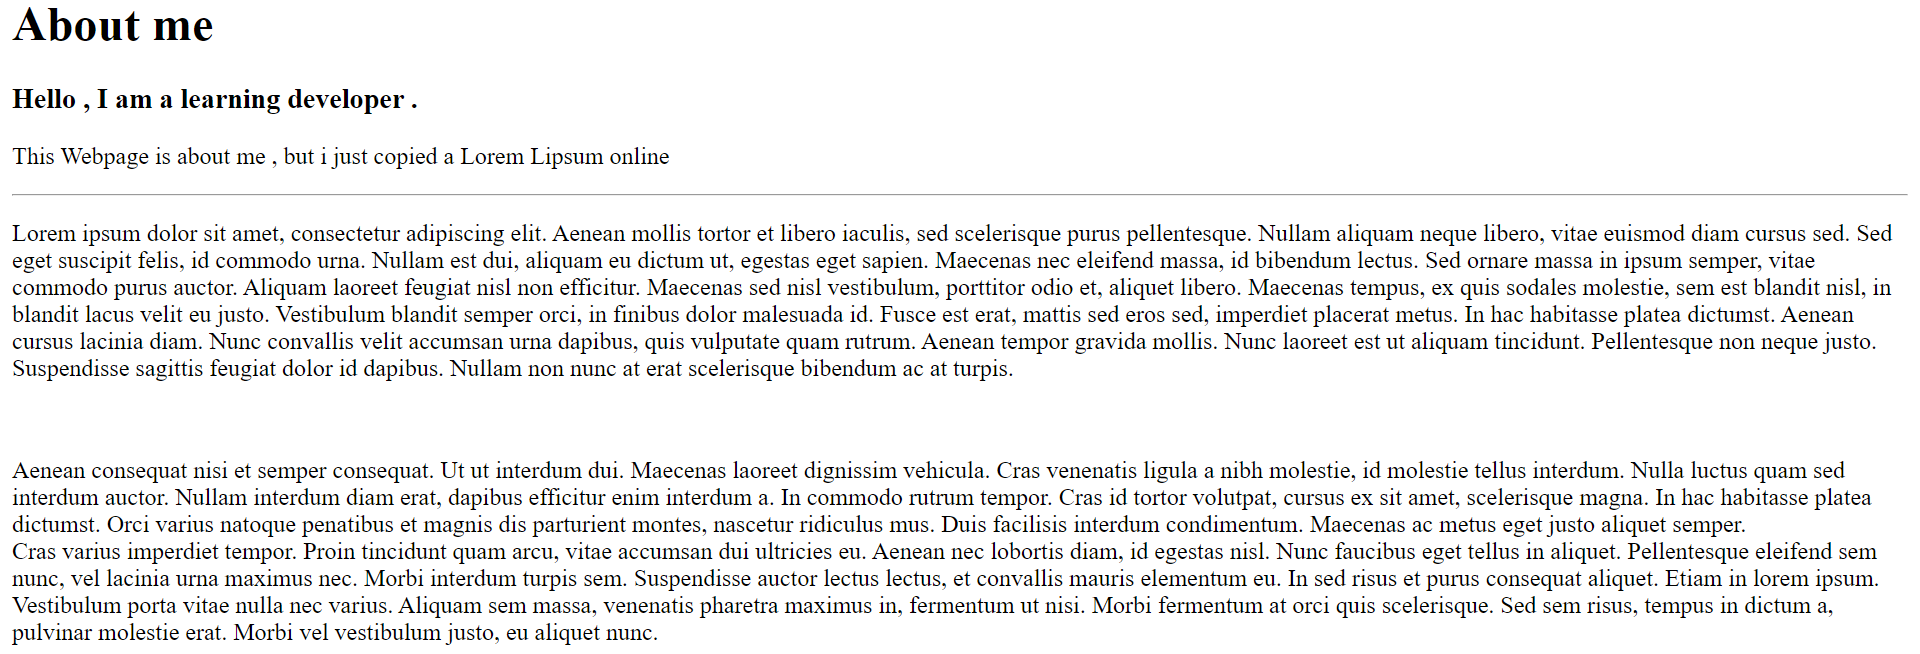 About me
Hello , I am a learning developer .
This Webpage is about me , but i just copied a Lorem Lipsum online
Lorem ipsum dolor sit amet, consectetur adipiscing elit. Aenean mollis tortor et libero iaculis, sed scelerisque purus pellentesque. Nullam aliquam neque libero, vitae euismod diam cursus sed. Sed
eget suscipit felis, id commodo urna. Nullam est dui, aliquam eu dictum ut, egestas eget sapien. Maecenas nec eleifend massa, id bibendum lectus. Sed ornare massa in ipsum semper, vitae
commodo purus auctor. Aliquam laoreet feugiat nisl non efficitur. Maecenas sed nisl vestibulum, porttitor odio et, aliquet libero. Maecenas tempus, ex quis sodales molestie, sem est blandit nisl, in
blandit lacus velit eu justo. Vestibulum blandit semper orci, in finibus dolor malesuada id. Fusce est erat, mattis sed eros sed, imperdiet placerat metus. In hac habitasse platea dictumst. Aenean
cursus lacinia diam. Nunc convallis velit accumsan urna dapibus, quis vulputate quam rutrum. Aenean tempor gravida mollis. Nunc laoreet est ut aliquam tincidunt. Pellentesque non neque justo.
Suspendisse sagittis feugiat dolor id dapibus. Nullam non nunc at erat scelerisque bibendum ac at turpis.
Aenean consequat nisi et semper consequat. Ut ut interdum dui. Maecenas laoreet dignissim vehicula. Cras venenatis ligula a nibh molestie, id molestie tellus interdum. Nulla luctus quam sed
interdum auctor. Nullam interdum diam erat, dapibus efficitur enim interdum a. In commodo rutrum tempor. Cras id tortor volutpat, cursus ex sit amet, scelerisque magna. In hac habitasse platea
dictumst. Orci varius natoque penatibus et magnis dis parturient montes, nascetur ridiculus mus. Duis facilisis interdum condimentum. Maecenas ac metus eget justo aliquet semper.
Cras varius imperdiet tempor. Proin tincidunt quam arcu, vitae accumsan dui ultricies eu. Aenean nec lobortis diam, id egestas nisl. Nunc faucibus eget tellus in aliquet. Pellentesque eleifend sem
nunc, vel lacinia urna maximus nec. Morbi interdum turpis sem. Suspendisse auctor lectus lectus, et convallis mauris elementum eu. In sed risus et purus consequat aliquet. Etiam in lorem ipsum.
Vestibulum porta vitae nulla nec varius. Aliquam sem massa, venenatis pharetra maximus in, fermentum ut nisi. Morbi fermentum at orci quis scelerisque. Sed sem risus, tempus in dictum a,
pulvinar molestie erat. Morbi vel vestibulum justo, eu aliquet nunc.